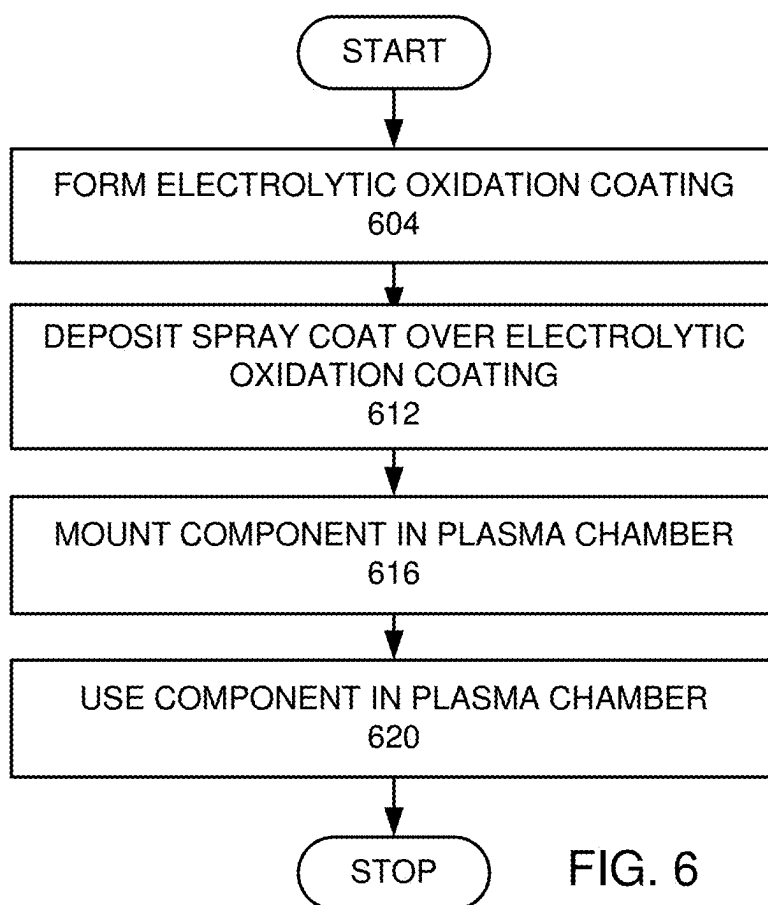 START
FORM ELECTROLYTIC OXIDATION COATING
604
DEPOSIT SPRAY COAT OVER ELECTROLYTIC
OXIDATION COATING
612
MOUNT COMPONENT IN PLASMA CHAMBER
616
USE COMPONENT IN PLASMA CHAMBER
620
STOP
FIG. 6